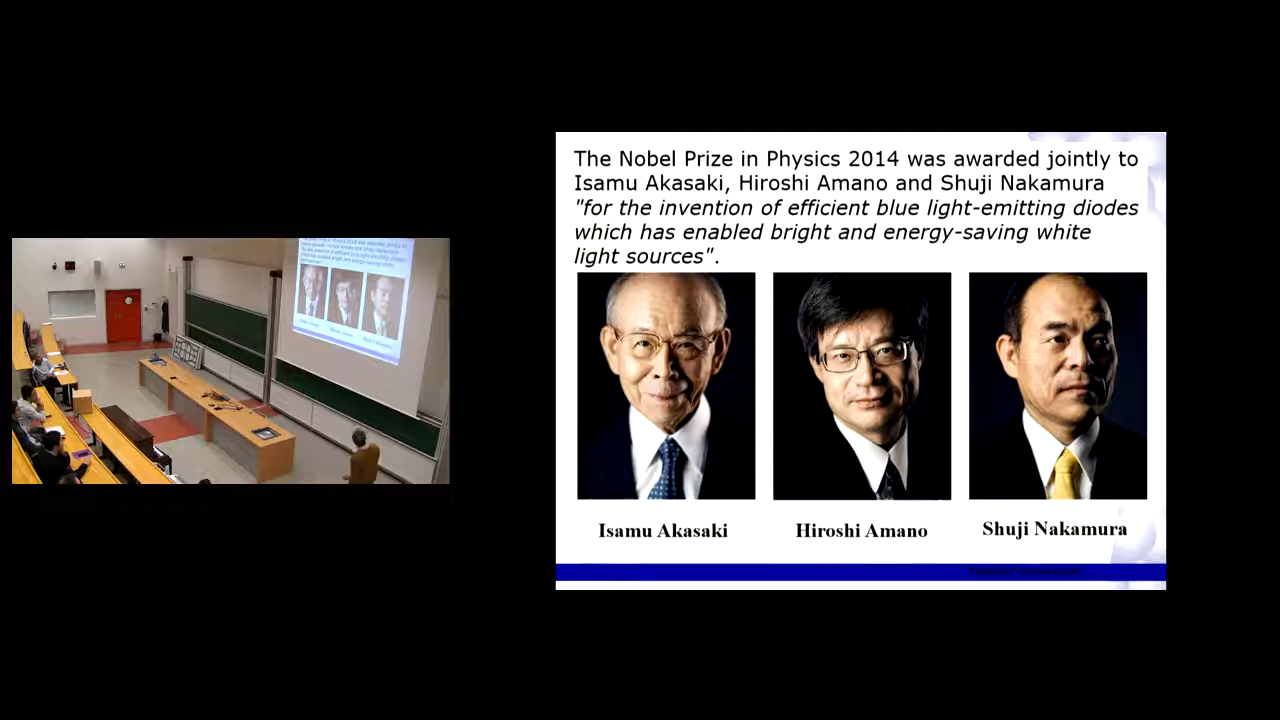 The Nobel Prize in Physics 2014 was awarded jointly to
Isamu Akasaki, Hiroshi Amano and Shuji Nakamura
"for the invention of efficient blue light-emitting diodes
which has enabled bright and energy-saving white
light sources".
Isamu Akasaki
Hiroshi Amano
Shuji Nakamura